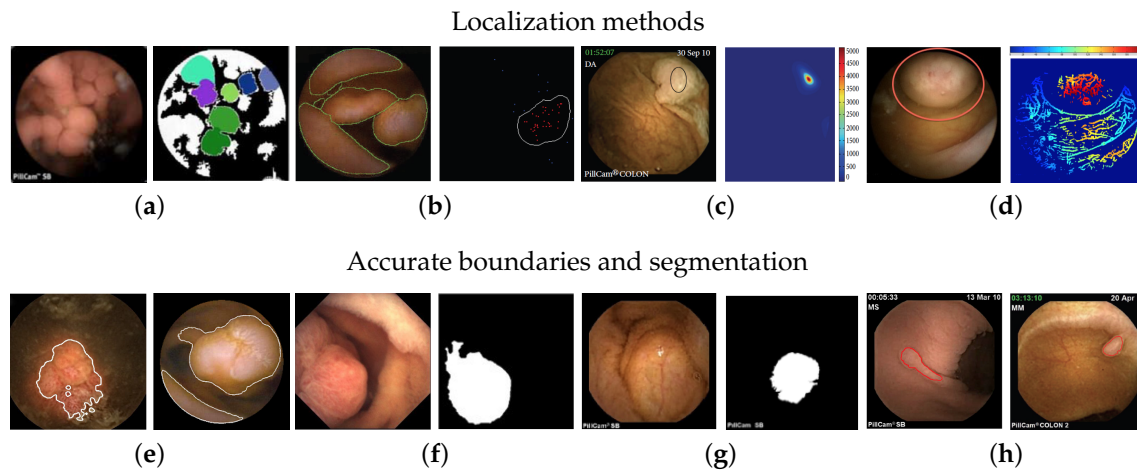 Localization methods
PillCam™ SB
01:52:07 30 Sep 10
DA
PillCam® COLON
5000
4500
4000
3500
3000
2500
2000
1500
1000
500
0
(a) (b) (c) (d)
Accurate boundaries and segmentation
PillCam® SB
PillCam SB
00:05:33 13 Mar 10
MS
PillCam® SB
03:13:10 20 Apr
MM
PillCam® COLON 2
(e) (f) (g) (h)